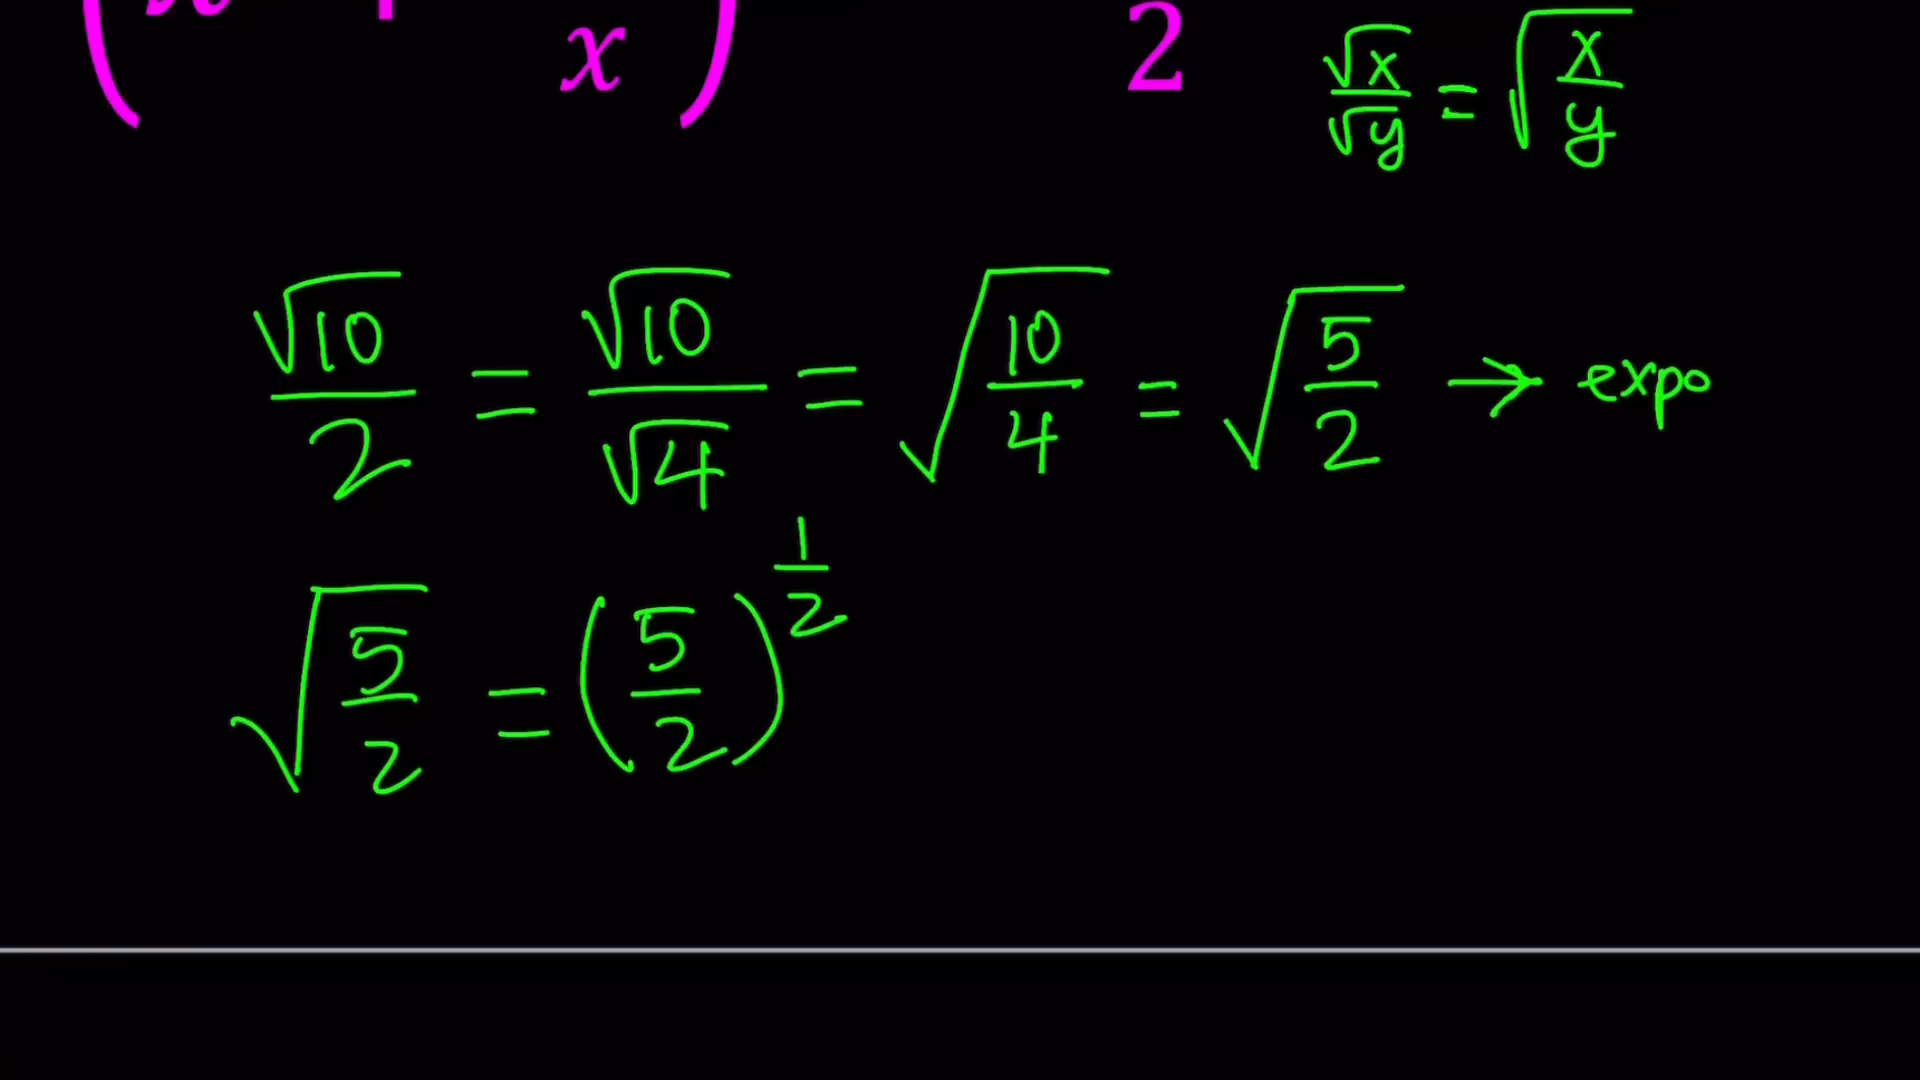 x 2
√x/√y = √(x/y)
√10/2 = √10/√4 = √(10/4) = √(5/2) → expo
√(5/2) = (5/2)^(1/2)